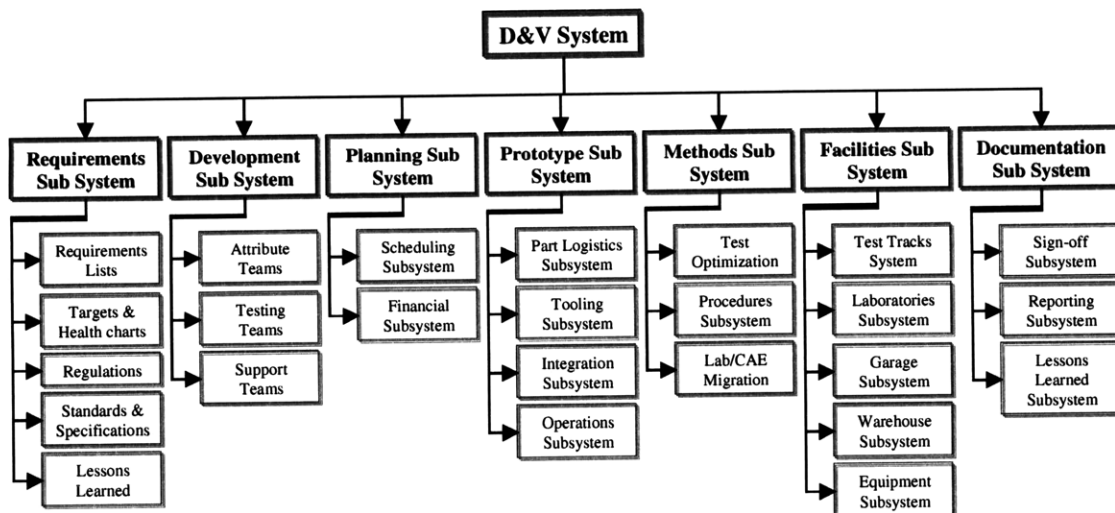 D&V System
Requirements
Sub System
Development
Sub System
Planning Sub
System
Prototype Sub
System
Methods Sub
System
Facilities Sub
System
Documentation
Sub System
Requirements
Lists
Targets &
Health charts
Regulations
Standards &
Specifications
Lessons
Learned
Attribute
Teams
Testing
Teams
Support
Teams
Scheduling
Subsystem
Financial
Subsystem
Part Logistics
Subsystem
Tooling
Subsystem
Integration
Subsystem
Operations
Subsystem
Test
Optimization
Procedures
Subsystem
Lab/CAE
Migration
Test Tracks
System
Laboratories
Subsystem
Garage
Subsystem
Warehouse
Subsystem
Equipment
Subsystem
Sign-off
Subsystem
Reporting
Subsystem
Lessons
Learned
Subsystem